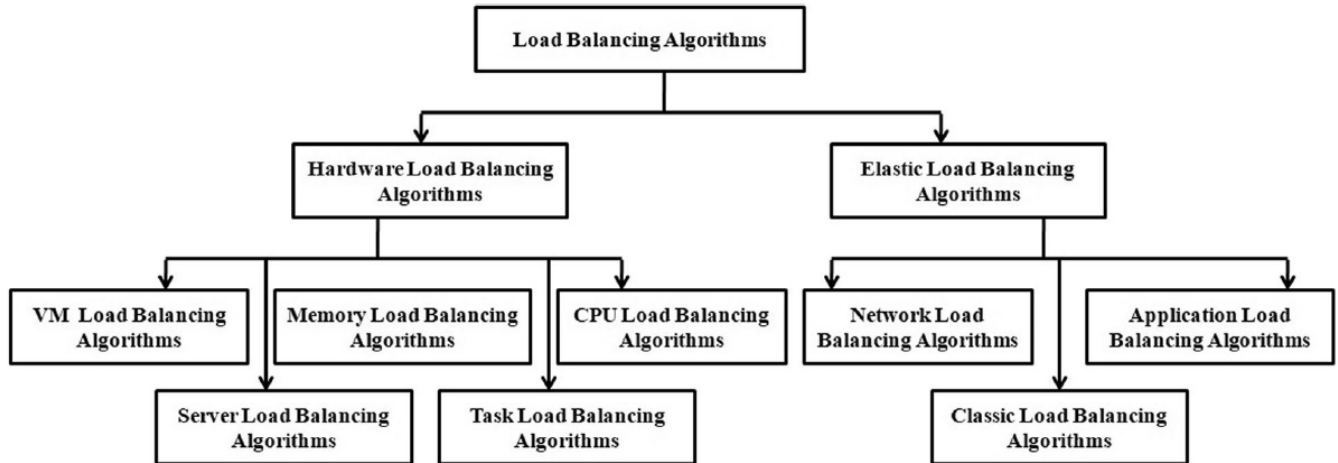 Load Balancing Algorithms
Hardware Load Balancing
Algorithms
Elastic Load Balancing
Algorithms
VM Load Balancing
Algorithms
Memory Load Balancing
Algorithms
CPU Load Balancing
Algorithms
Network Load
Balancing Algorithms
Application Load
Balancing Algorithms
Server Load Balancing
Algorithms
Task Load Balancing
Algorithms
Classic Load Balancing
Algorithms